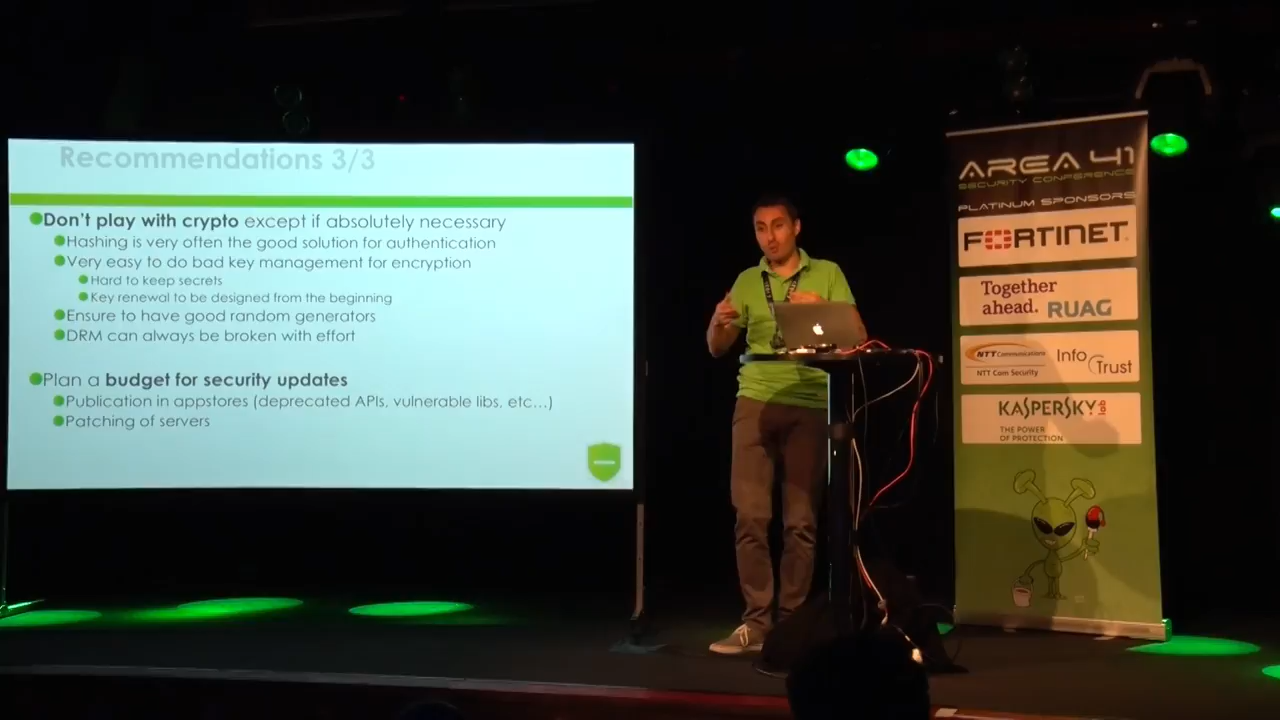 Recommendations 3/3
Don't play with crypto except if absolutely necessary
Hashing is very often the good solution for authentication
Very easy to do bad key management for encryption
Hard to keep secrets
Key renewal to be designed from the beginning
Ensure to have good random generators
DRM can always be broken with effort
Plan a budget for security updates
Publication in appstores (deprecated APIs, vulnerable libs, etc...)
Patching of servers
AREA 41
SECURITY CONFERENCE
PLATINUM SPONSORS
FORTINET
Together
ahead. RUAG
NTT Communications
NTT Com Security
Info
Trust
KASPERSKY lab
THE POWER
OF PROTECTION